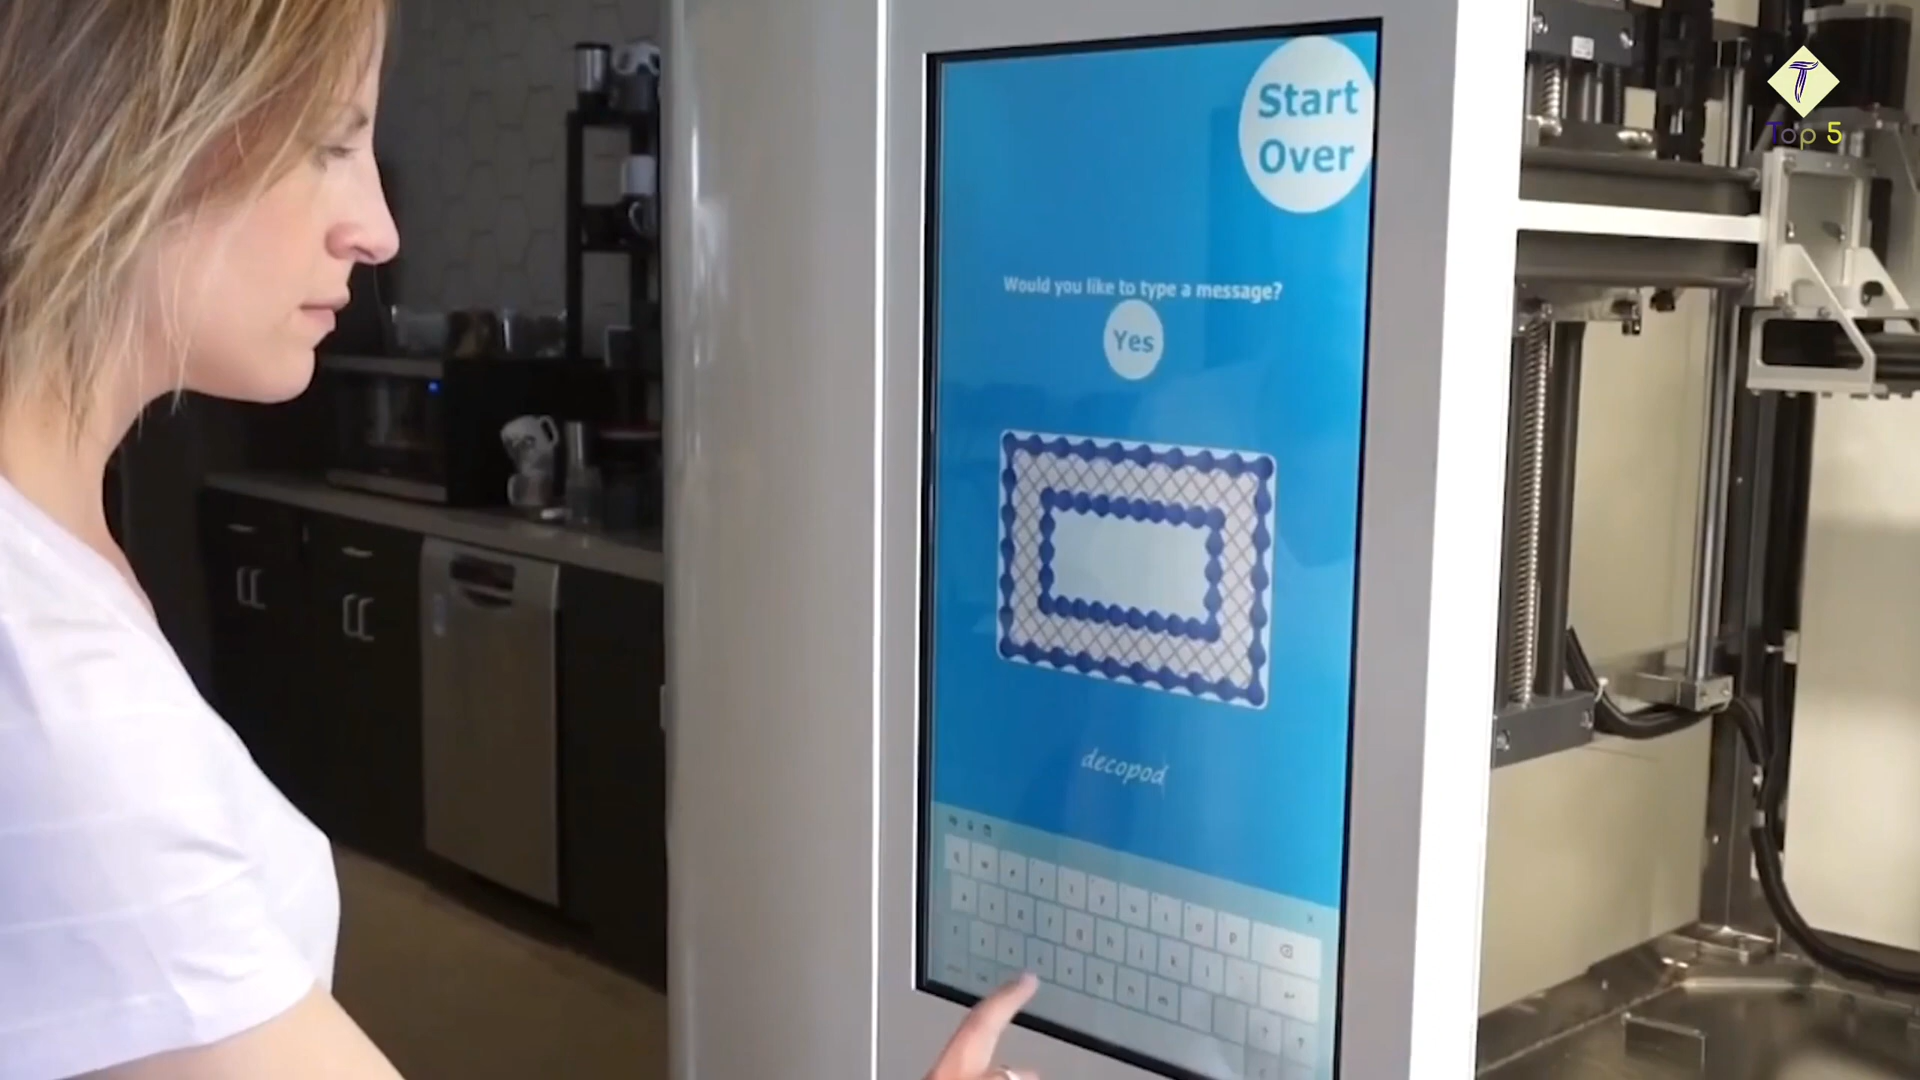 Start
Over
T
Top 5
Would you like to type a message?
Yes
decopod
y u i o p
g h j k l
c v b n m
? ?